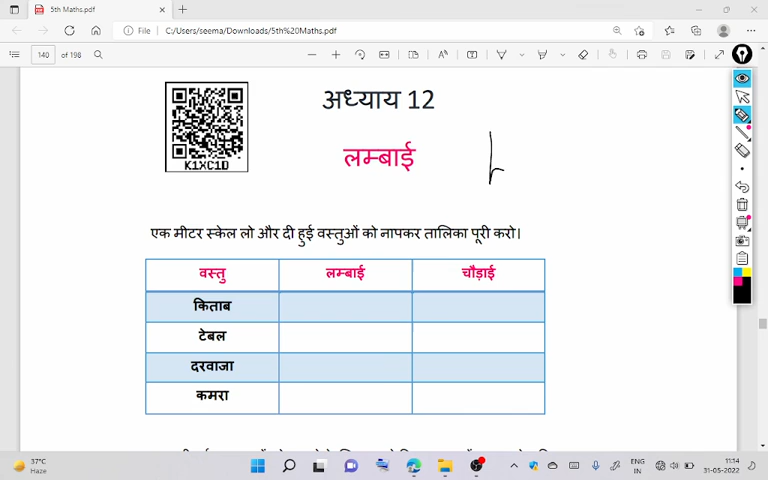 5th Maths.pdf
File | C:/Users/seema/Downloads/5th%20Maths.pdf
140 of 198
अध्याय 12
K1XC1D
लम्बाई
h
एक मीटर स्केल लो और दी हुई वस्तुओं को नापकर तालिका पूरी करो।
वस्तु लम्बाई चौड़ाई
किताब
टेबल
दरवाजा
कमरा
37°C
Haze
ENG
IN
11:14
31-05-2022